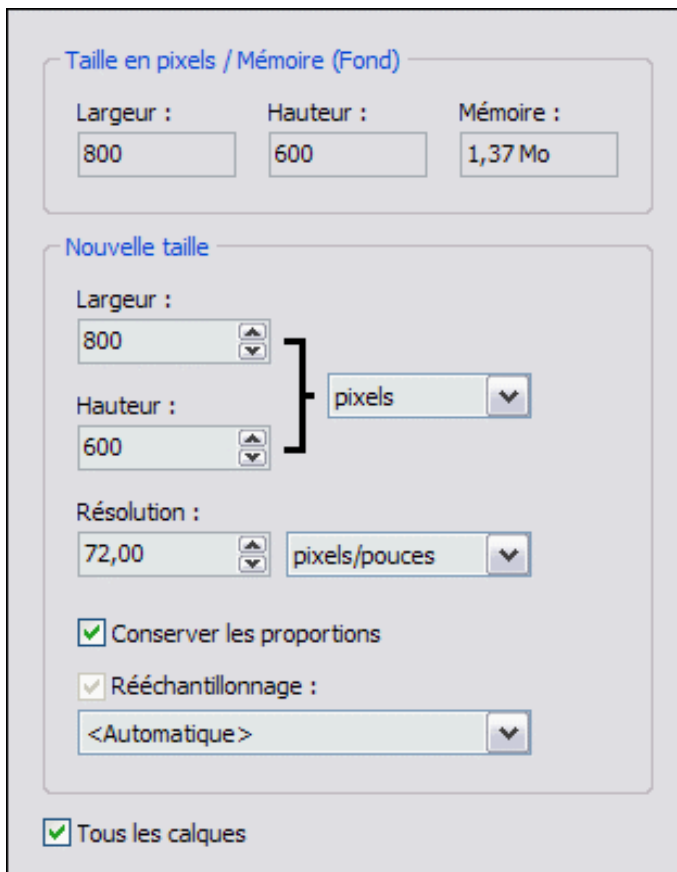 Taille en pixels / Mémoire (Fond)
Largeur : Hauteur : Mémoire :
800 600 1,37 Mo
Nouvelle taille
Largeur :
800
pixels
Hauteur :
600
Résolution :
72,00 pixels/pouces
Conserver les proportions
Rééchantillonnage :
<Automatique>
Tous les calques